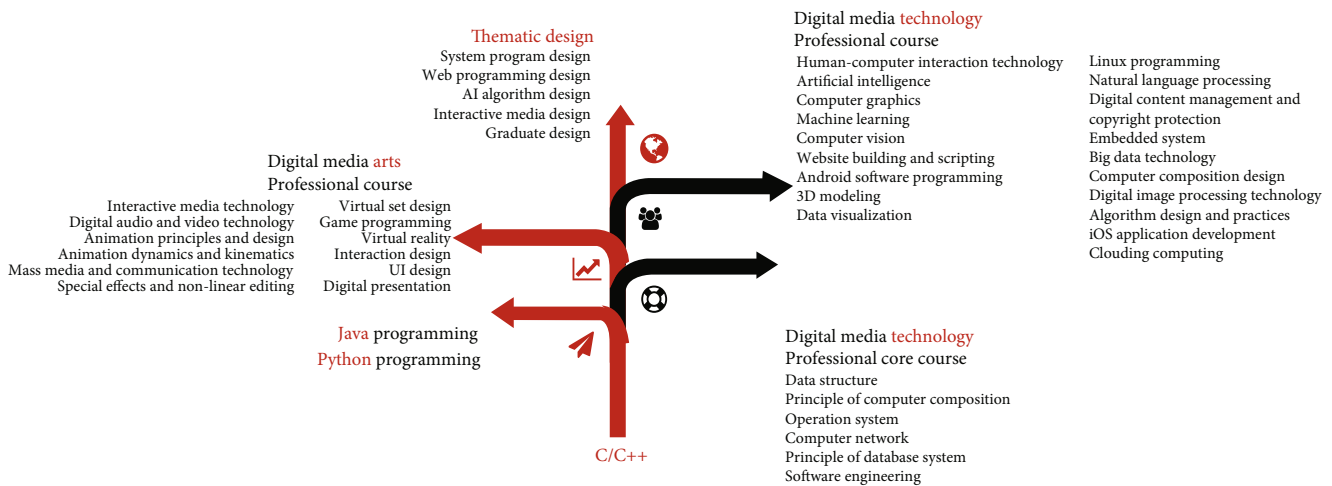 Thematic design
System program design
Web programming design
AI algorithm design
Interactive media design
Graduate design
Digital media technology
Professional course
Human-computer interaction technology
Artificial intelligence
Computer graphics
Machine learning
Computer vision
Website building and scripting
Android software programming
3D modeling
Data visualization
Linux programming
Natural language processing
Digital content management and
copyright protection
Embedded system
Big data technology
Computer composition design
Digital image processing technology
Algorithm design and practices
iOS application development
Clouding computing
Digital media arts
Professional course
Interactive media technology
Digital audio and video technology
Animation principles and design
Animation dynamics and kinematics
Mass media and communication technology
Special effects and non-linear editing
Virtual set design
Game programming
Virtual reality
Interaction design
UI design
Digital presentation
Java programming
Python programming
Digital media technology
Professional core course
Data structure
Principle of computer composition
Operation system
Computer network
Principle of database system
Software engineering
C/C++